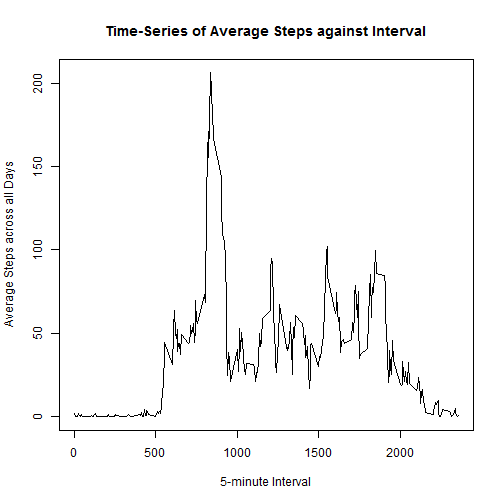 Time-Series of Average Steps against Interval
Average Steps across all Days
200
150
100
50
0
0 500 1000 1500 2000
5-minute Interval